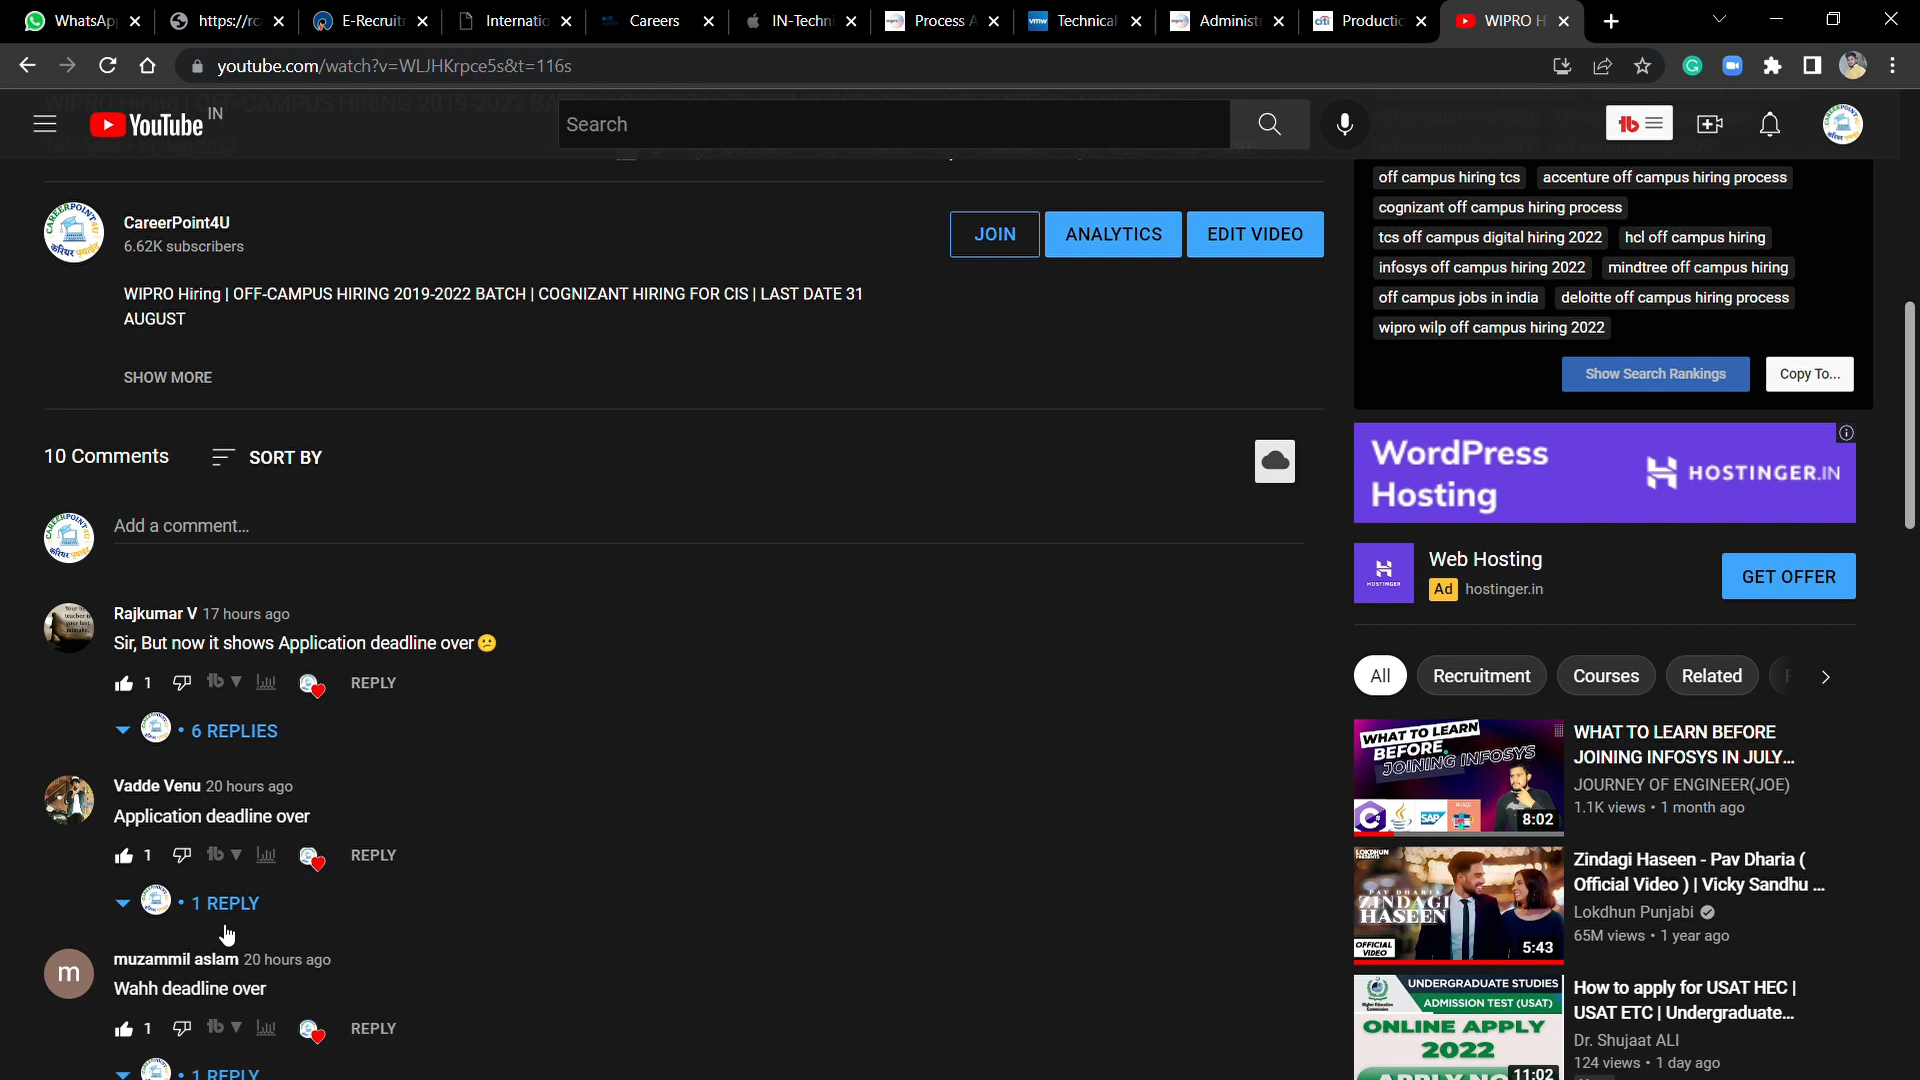 WhatsAp
https://rc
E-Recruit
Internatio
Careers
IN-Techni
Process A
Technical
Administ
Productio
WIPRO H
youtube.com/watch?v=WLJHKrpce5s&t=116s
YouTube IN
Search
off campus hiring tcs
accenture off campus hiring process
cognizant off campus hiring process
tcs off campus digital hiring 2022
hcl off campus hiring
infosys off campus hiring 2022
mindtree off campus hiring
off campus jobs in india
deloitte off campus hiring process
wipro wilp off campus hiring 2022
Show Search Rankings
Copy To...
CareerPoint4U
6.62K subscribers
JOIN
ANALYTICS
EDIT VIDEO
WIPRO Hiring | OFF-CAMPUS HIRING 2019-2022 BATCH | COGNIZANT HIRING FOR CIS | LAST DATE 31
AUGUST
SHOW MORE
10 Comments
SORT BY
Add a comment...
Rajkumar V 17 hours ago
Sir, But now it shows Application deadline over
1
REPLY
• 6 REPLIES
Vadde Venu 20 hours ago
Application deadline over
1
REPLY
• 1 REPLY
m
muzammil aslam 20 hours ago
Wahh deadline over
1
REPLY
• 1 REPLY
WordPress
Hosting
HOSTINGER.IN
HOSTINGER
Web Hosting
Ad hostinger.in
GET OFFER
All
Recruitment
Courses
Related
WHAT TO LEARN
BEFORE.
JOINING INFOSYS
SAP
8:02
WHAT TO LEARN BEFORE
JOINING INFOSYS IN JULY...
JOURNEY OF ENGINEER(JOE)
1.1K views • 1 month ago
LOKDHUN
PRESENTS
PAV DHARIA
ZINDAGI
HASEEN
OFFICIAL
VIDEO
5:43
Zindagi Haseen - Pav Dharia (
Official Video ) | Vicky Sandhu ...
Lokdhun Punjabi
65M views • 1 year ago
UNDERGRADUATE STUDIES
ADMISSION TEST (USAT)
ONLINE APPLY
2022
APPLY NO
11:02
How to apply for USAT HEC |
USAT ETC | Undergraduate...
Dr. Shujaat ALI
124 views • 1 day ago